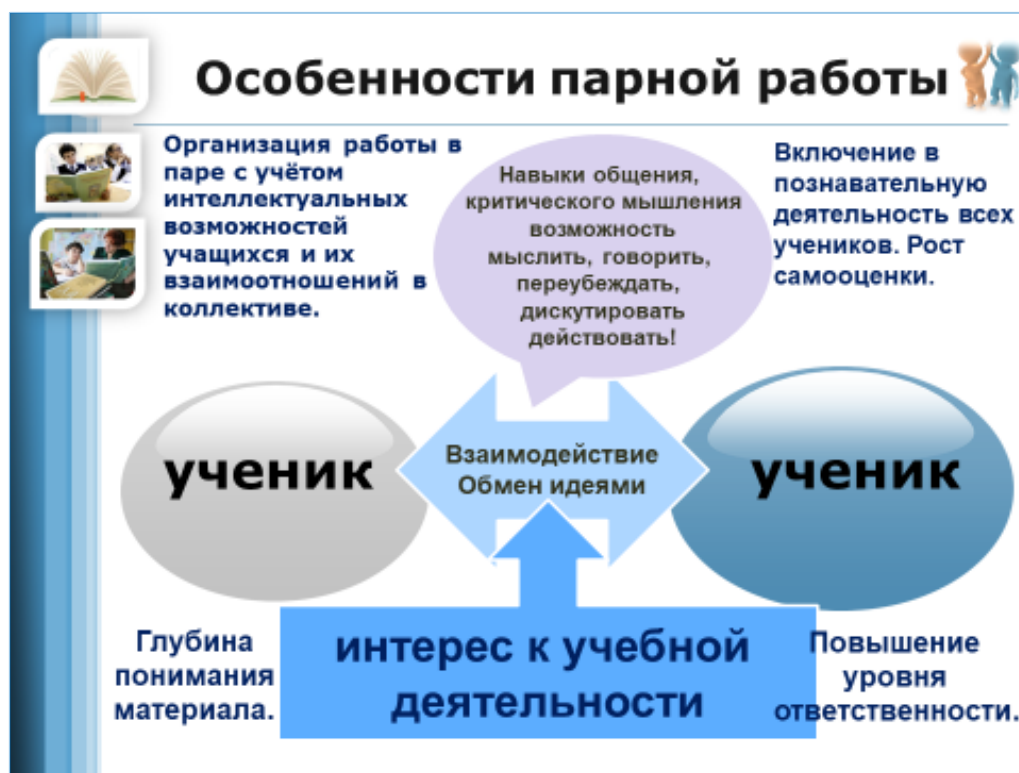 Особенности парной работы
Организация работы в
паре с учётом
интеллектуальных
возможностей
учащихся и их
взаимоотношений в
коллективе.
Навыки общения,
критического мышления
возможность
мыслить, говорить,
переубеждать,
дискутировать
действовать!
Включение в
познавательную
деятельность всех
учеников. Рост
самооценки.
ученик
Взаимодействие
Обмен идеями
ученик
Глубина
понимания
материала.
интерес к учебной
деятельности
Повышение
уровня
ответственности.